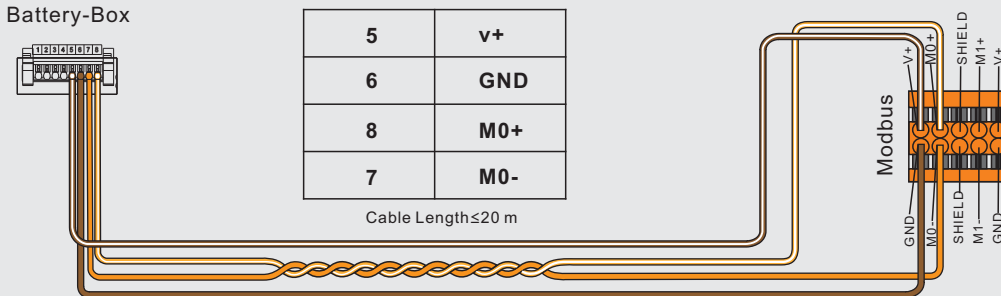 Battery-Box
1 2 3 4 5 6 7 8
5 v+
6 GND
8 M0+
7 M0-
Cable Length≤20 m
Modbus
V+
M0+
SHIELD
M1+
V+
GND
M0-
SHIELD
M1-
GND